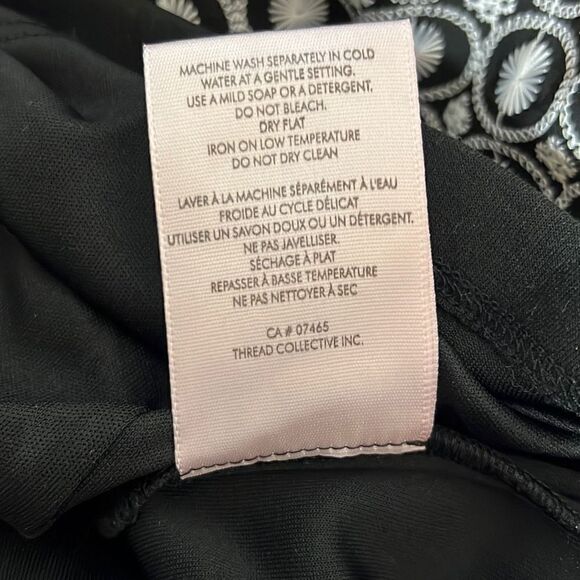 MACHINE WASH SEPARATELY IN COLD
WATER AT A GENTLE SETTING.
USE A MILD SOAP OR A DETERGENT.
DO NOT BLEACH.
DRY FLAT
IRON ON LOW TEMPERATURE
DO NOT DRY CLEAN
LAVER À LA MACHINE SÉPARÉMENT À L'EAU
FROIDE AU CYCLE DÉLICAT
UTILISER UN SAVON DOUX OU UN DÉTERGENT.
NE PAS JAVELLISER.
SÉCHAGE À PLAT
REPASSER À BASSE TEMPERATURE
NE PAS NETTOYER À SEC
CA # 07465
THREAD COLLECTIVE INC.